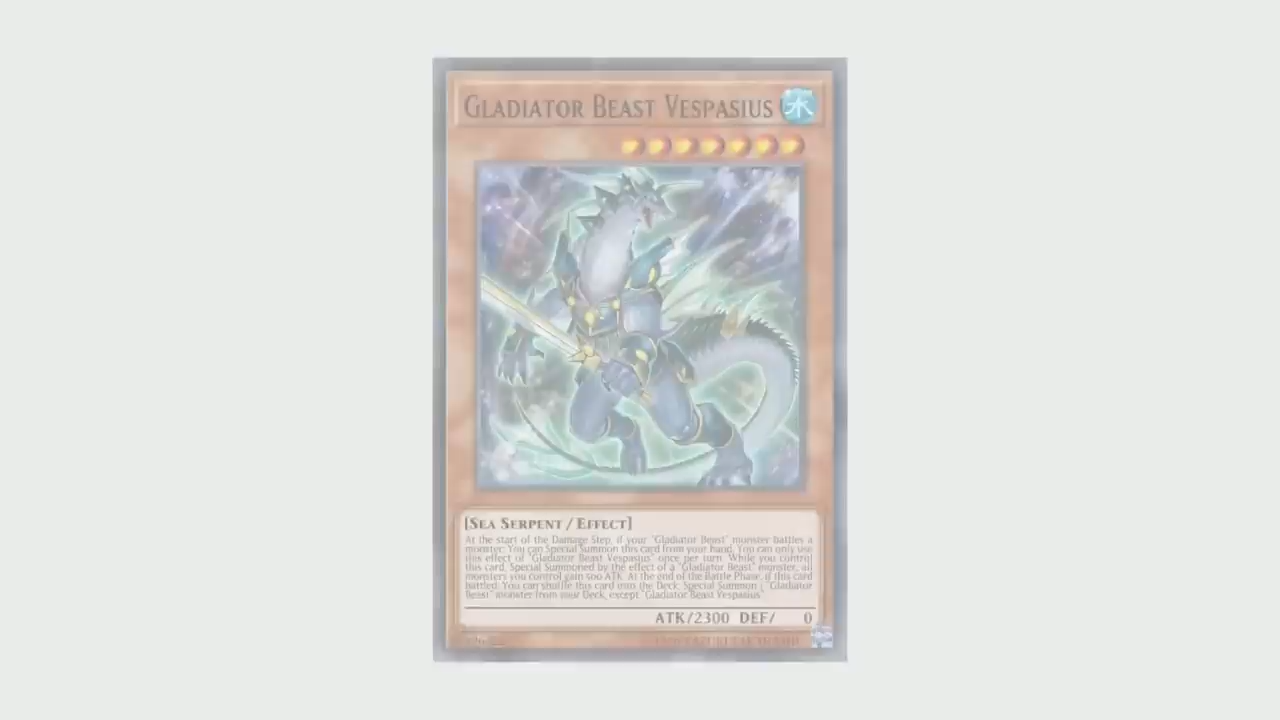 GLADIATOR BEAST VESPASIUS 水
[SEA SERPENT / EFFECT]
At the start of the Damage Step, if your "Gladiator Beast" monster battles a
monster: You can Special Summon this card from your hand. You can only use
this effect of "Gladiator Beast Vespasius" once per turn. While you control
this card, Special Summoned by the effect of a "Gladiator Beast" monster, all
monsters you control gain 500 ATK. At the end of the Battle Phase, if this card
battled: You can shuffle this card into the Deck; Special Summon 1 "Gladiator
Beast" monster from your Deck, except "Gladiator Beast Vespasius".
ATK/2300 DEF/ 0